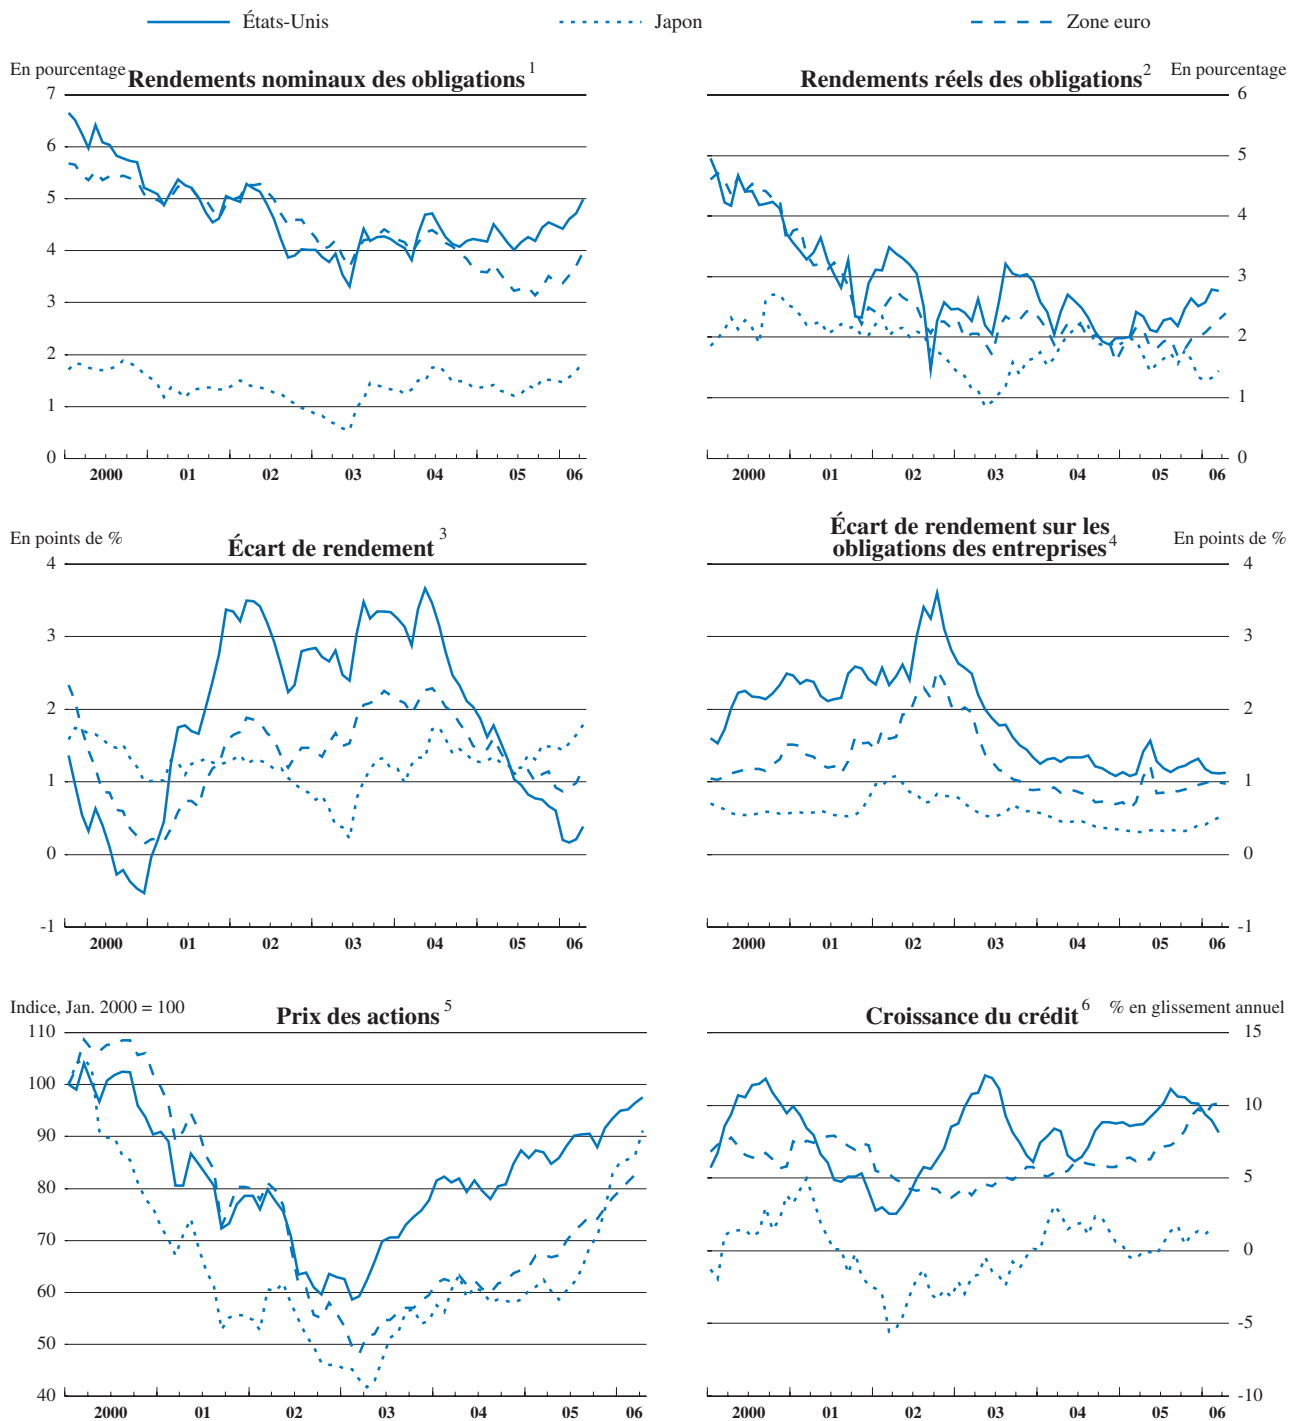 États-Unis
Japon
Zone euro
En pourcentage
Rendements nominaux des obligations 1
7
6
5
4
3
2
1
0
2000 01 02 03 04 05 06
Rendements réels des obligations 2
En pourcentage
6
5
4
3
2
1
0
2000 01 02 03 04 05 06
En points de %
Écart de rendement 3
4
3
2
1
0
-1
2000 01 02 03 04 05 06
Écart de rendement sur les
obligations des entreprises 4
En points de %
4
3
2
1
0
-1
2000 01 02 03 04 05 06
Indice, Jan. 2000 = 100
Prix des actions 5
110
100
90
80
70
60
50
40
2000 01 02 03 04 05 06
Croissance du crédit 6
% en glissement annuel
15
10
5
0
-5
-10
2000 01 02 03 04 05 06